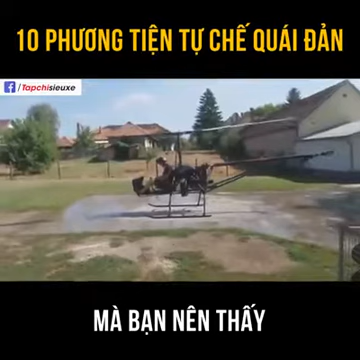 10 PHƯƠNG TIỆN TỰ CHẾ QUÁI ĐẢN
f /Tapchisieuxe
MÀ BẠN NÊN THẤY